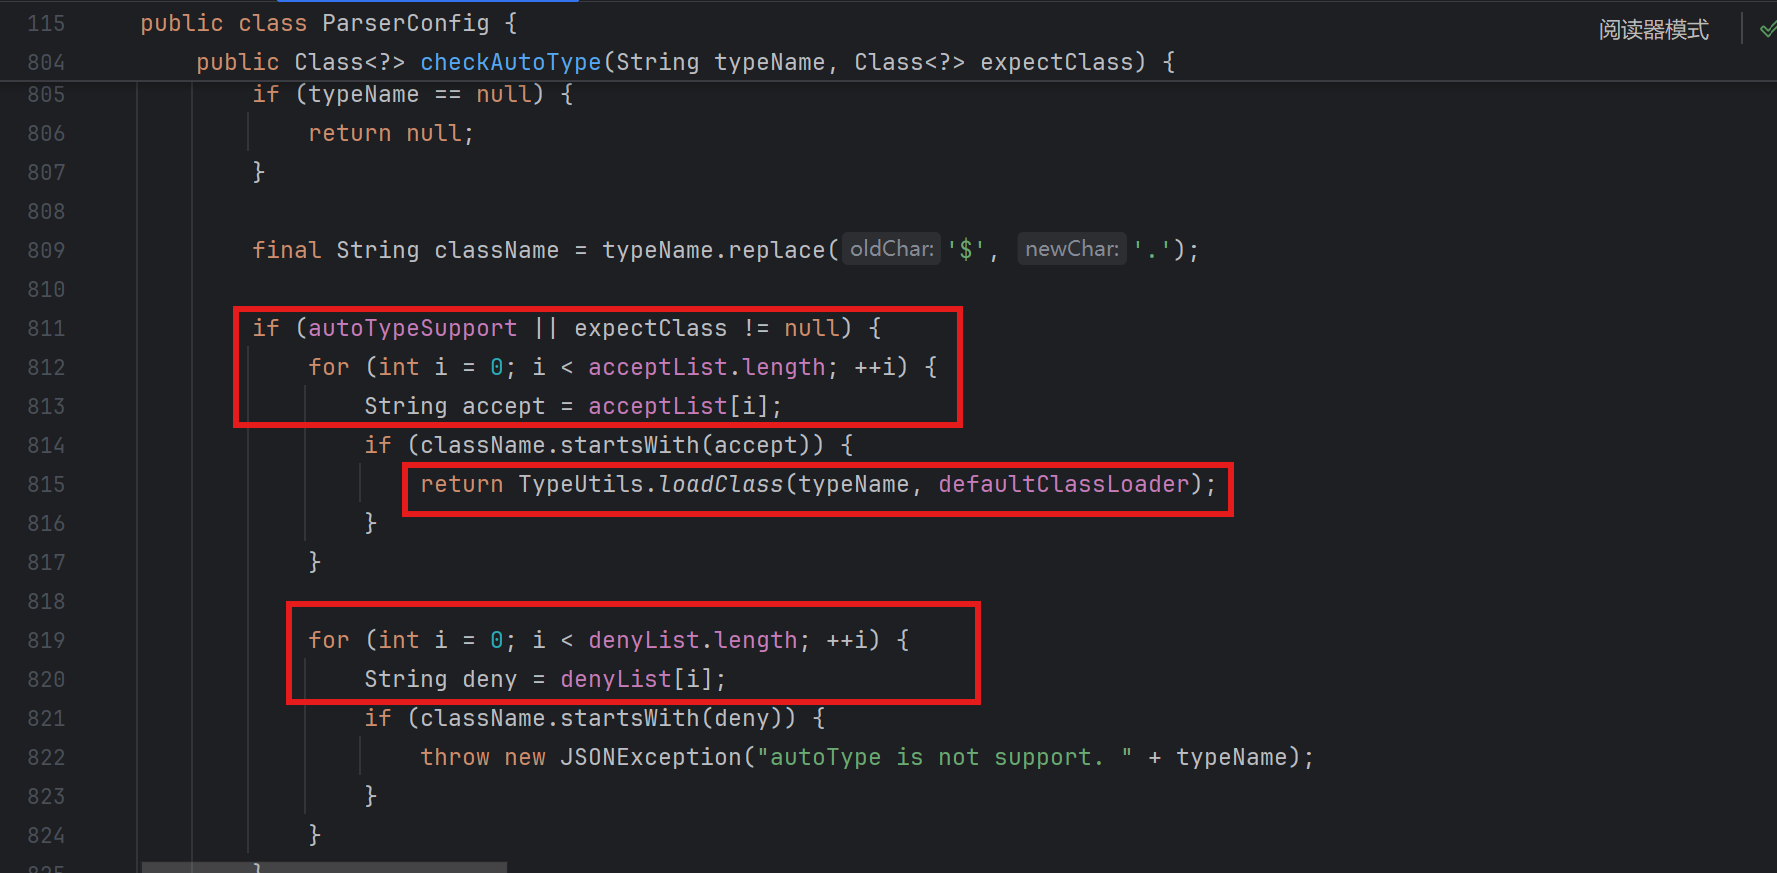 115 public class ParserConfig {
阅读器模式
804 public Class<?> checkAutoType(String typeName, Class<?> expectClass) {
805 if (typeName == null) {
806 return null;
807 }
808
809 final String className = typeName.replace(oldChar: '$', newChar: '.');
810
811 if (autoTypeSupport || expectClass != null) {
812 for (int i = 0; i < acceptList.length; ++i) {
813 String accept = acceptList[i];
814 if (className.startsWith(accept)) {
815 return TypeUtils.loadClass(typeName, defaultClassLoader);
816 }
817 }
818
819 for (int i = 0; i < denyList.length; ++i) {
820 String deny = denyList[i];
821 if (className.startsWith(deny)) {
822 throw new JSONException("autoType is not support. " + typeName);
823 }
824 }
825 }